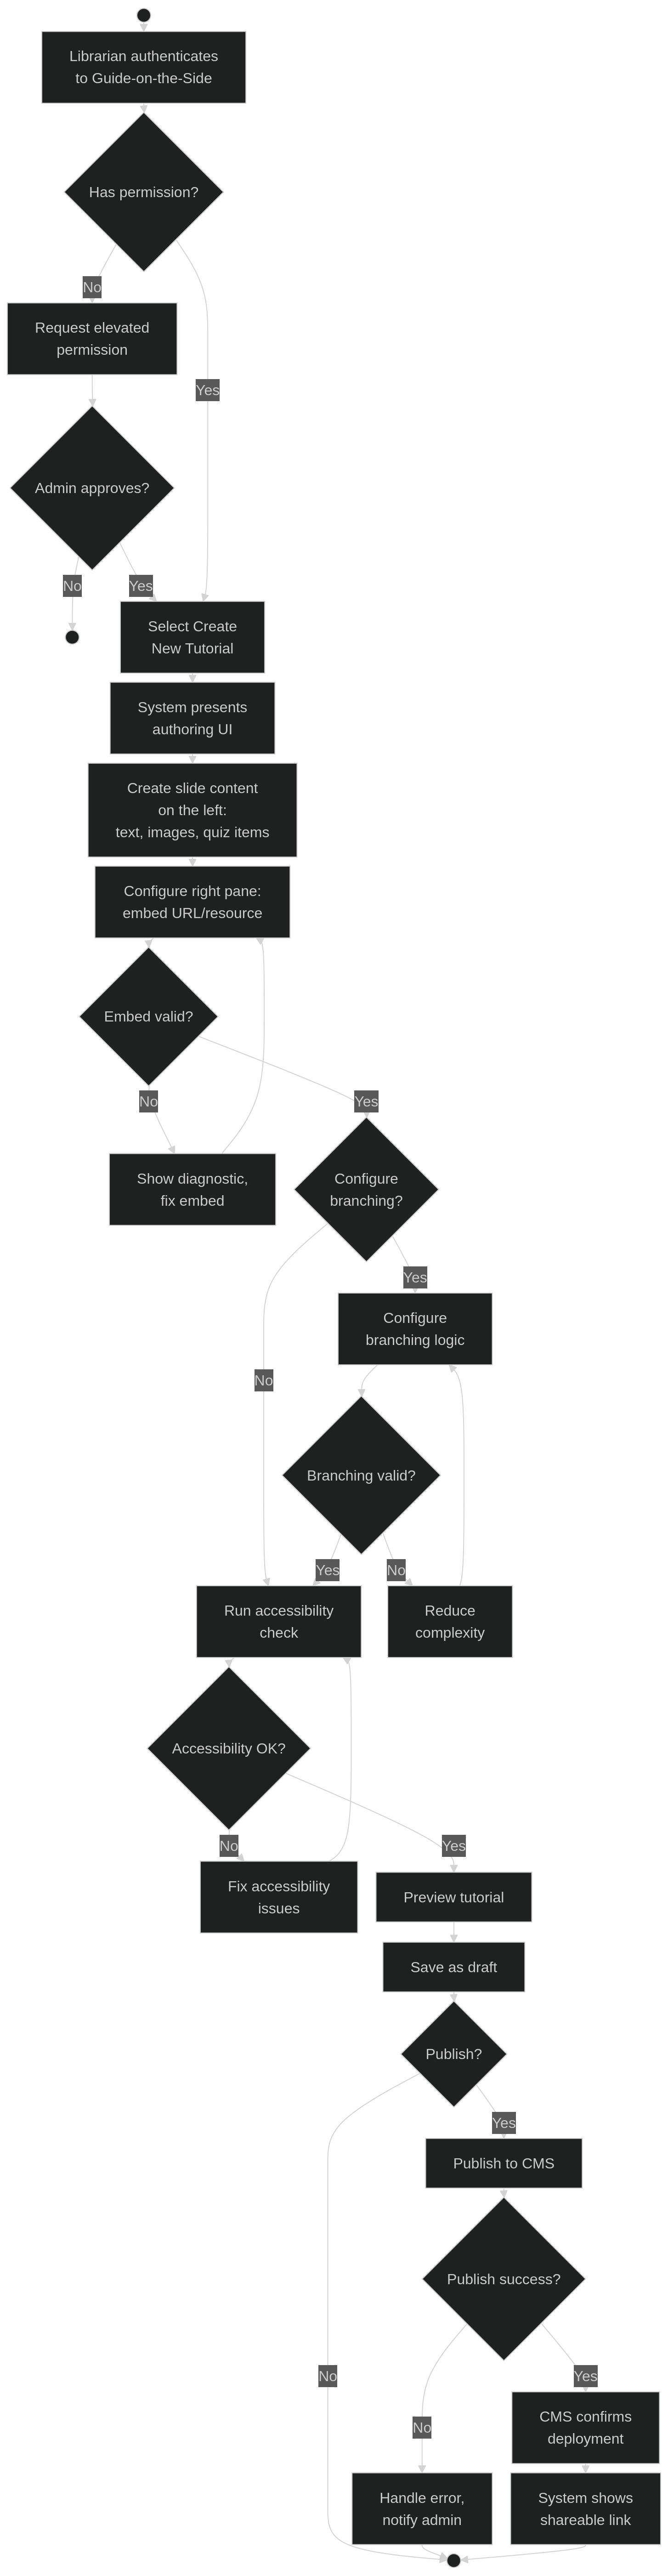 Librarian authenticates
to Guide-on-the-Side
Has permission?
No
Request elevated
permission
Yes
Admin approves?
No
Yes
Select Create
New Tutorial
System presents
authoring UI
Create slide content
on the left:
text, images, quiz items
Configure right pane:
embed URL/resource
Embed valid?
No
Yes
Show diagnostic,
fix embed
Configure
branching?
Yes
Configure
branching logic
No
Branching valid?
Yes
No
Run accessibility
check
Reduce
complexity
Accessibility OK?
No
Yes
Fix accessibility
issues
Preview tutorial
Save as draft
Publish?
Yes
Publish to CMS
Publish success?
No
Yes
No
CMS confirms
deployment
Handle error,
notify admin
System shows
shareable link